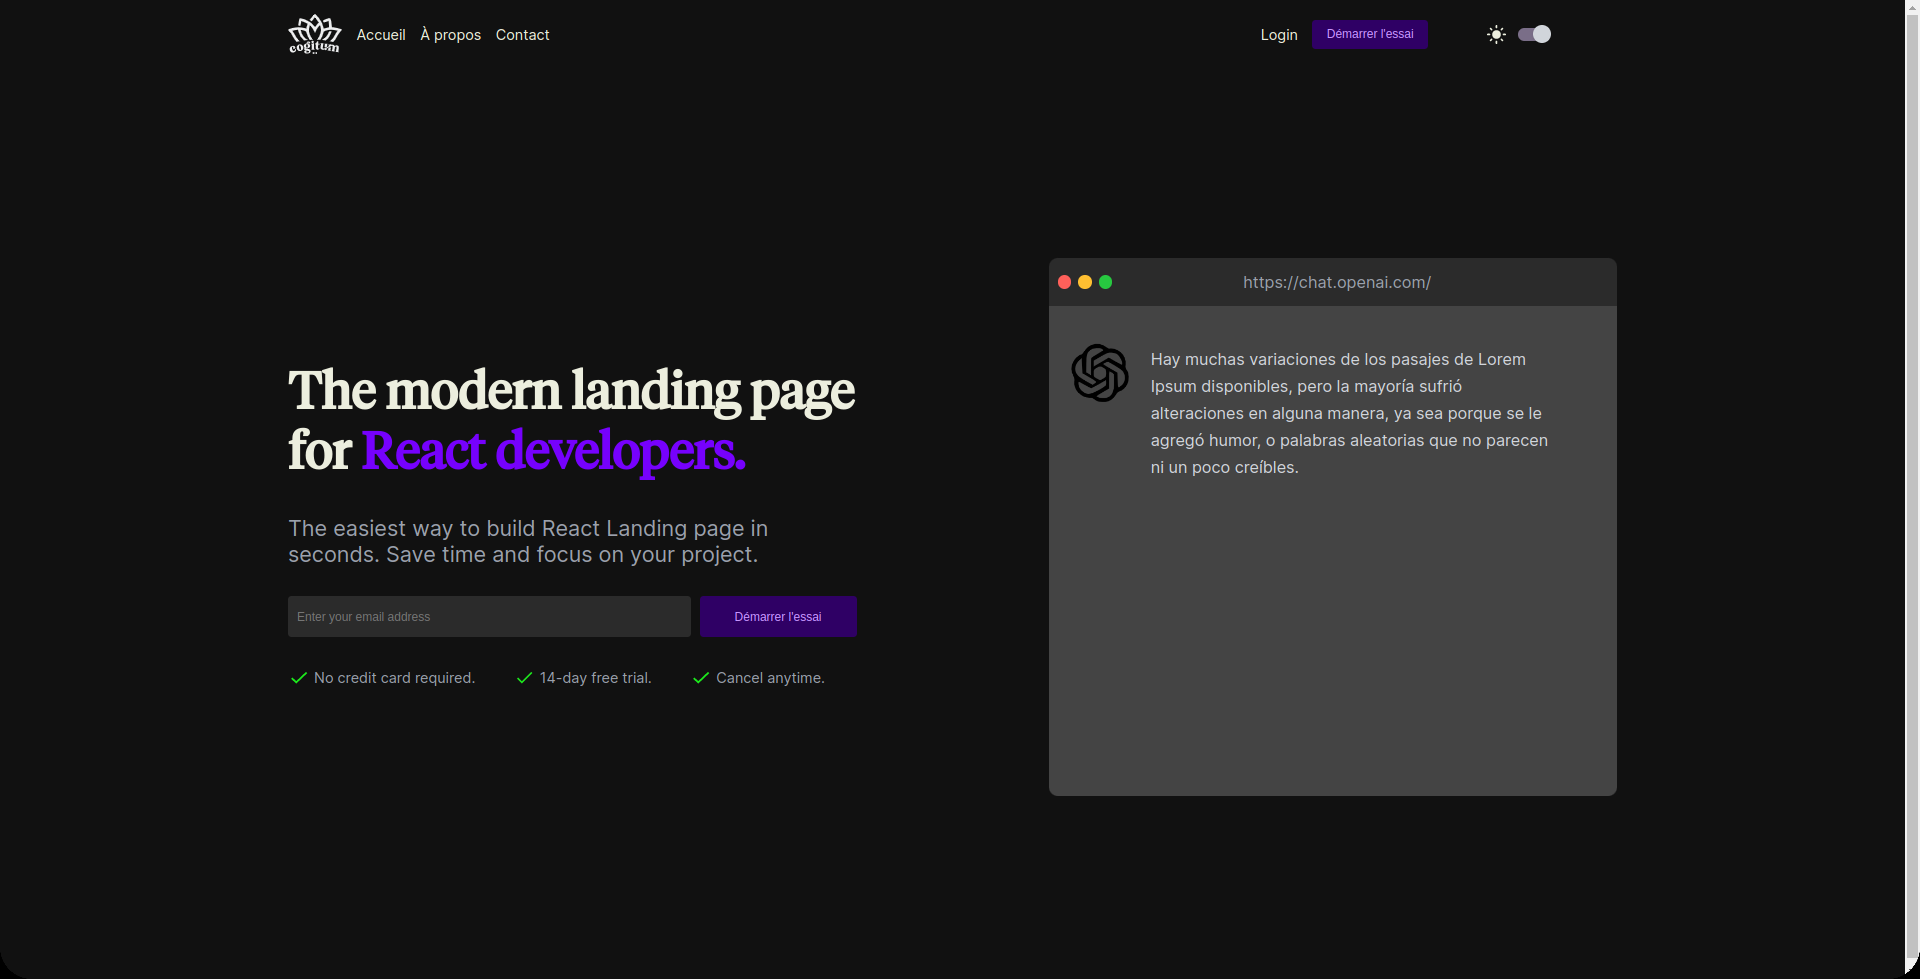 cogitum
Accueil
À propos
Contact
Login
Démarrer l'essai
The modern landing page
for React developers.
The easiest way to build React Landing page in
seconds. Save time and focus on your project.
Enter your email address
Démarrer l'essai
No credit card required.
14-day free trial.
Cancel anytime.
https://chat.openai.com/
Hay muchas variaciones de los pasajes de Lorem
Ipsum disponibles, pero la mayoría sufrió
alteraciones en alguna manera, ya sea porque se le
agregó humor, o palabras aleatorias que no parecen
ni un poco creíbles.